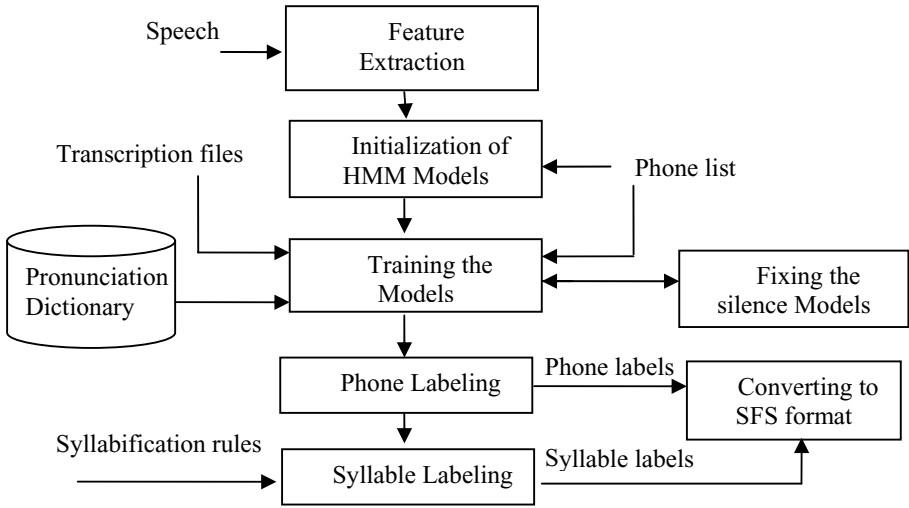 Speech
Feature
Extraction
Initialization of
HMM Models
Transcription files
Phone list
Pronunciation
Dictionary
Training the
Models
Fixing the
silence Models
Phone Labeling
Phone labels
Converting to
SFS format
Syllabification rules
Syllable Labeling
Syllable labels